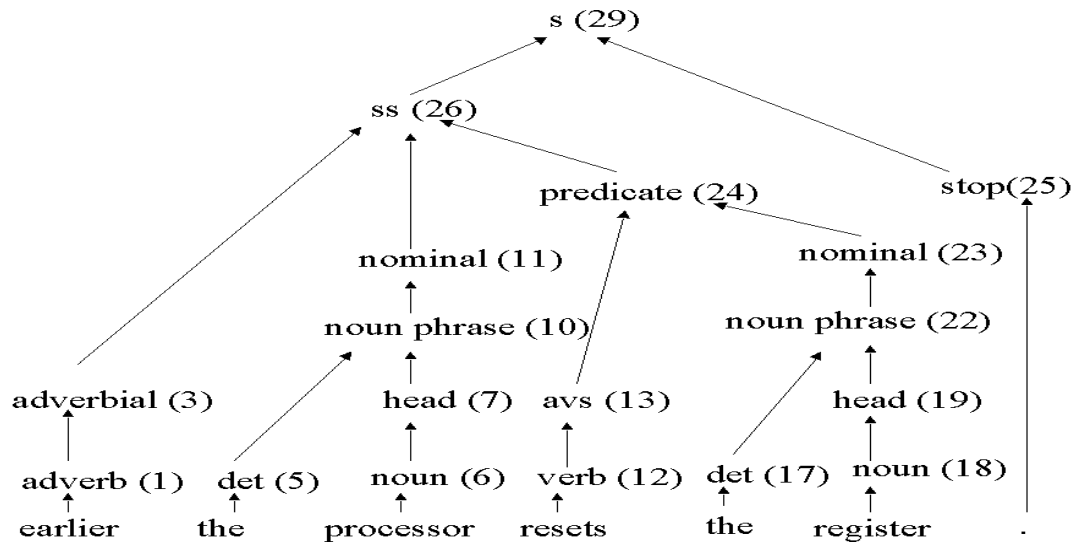 s (29)
ss (26)
predicate (24) stop(25)
nominal (11) nominal (23)
noun phrase (10) noun phrase (22)
adverbial (3) head (7) avs (13) head (19)
adverb (1) det (5) noun (6) verb (12) det (17) noun (18)
earlier the processor resets the register .